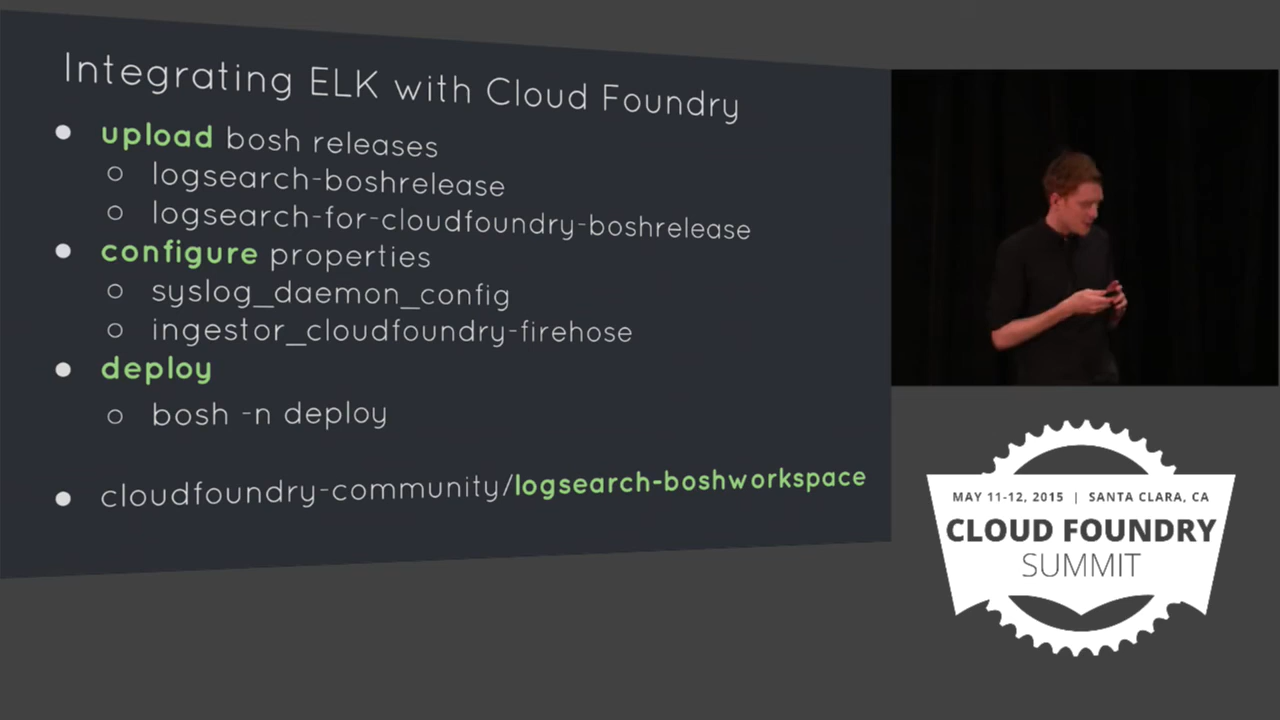 Integrating ELK with Cloud Foundry
● upload bosh releases
○ logsearch-boshrelease
○ logsearch-for-cloudfoundry-boshrelease
● configure properties
○ syslog_daemon_config
○ ingestor_cloudfoundry-firehose
● deploy
○ bosh -n deploy
● cloudfoundry-community/logsearch-boshworkspace
MAY 11-12, 2015 | SANTA CLARA, CA
CLOUD FOUNDRY
SUMMIT